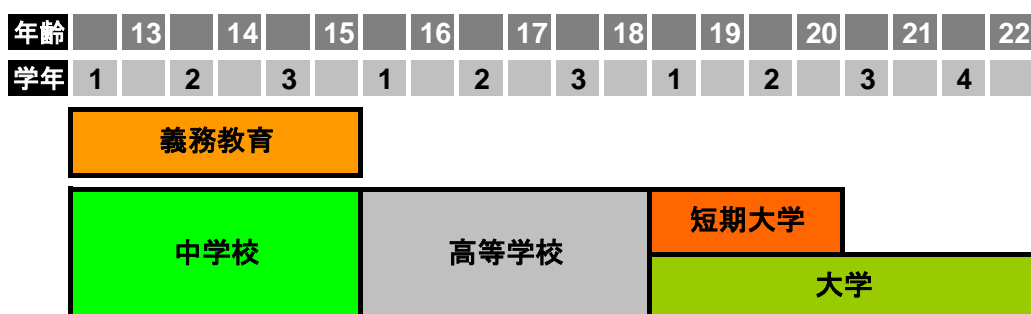 年齢 13 14 15 16 17 18 19 20 21 22
学年 1 2 3 1 2 3 1 2 3 4
義務教育
中学校
高等学校
短期大学
大学